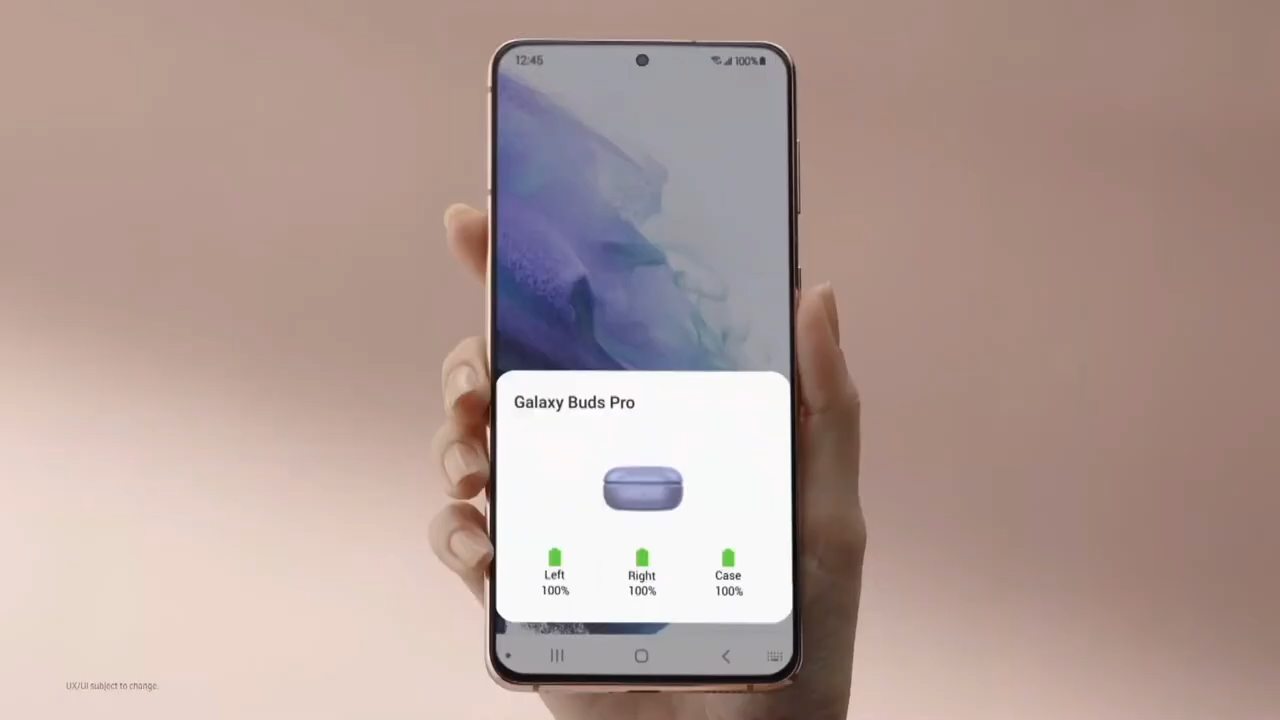 12:45
100%
Galaxy Buds Pro
Left
100%
Right
100%
Case
100%
UX/UI subject to change.